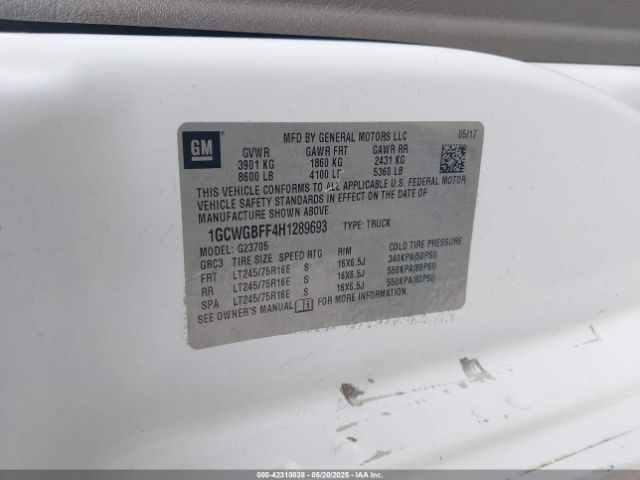 GM
MFD BY GENERAL MOTORS LLC 05/17
GVWR GAWR FRT GAWR RR
3901 KG 1860 KG 2431 KG
8600 LB 4100 LB 5360 LB
THIS VEHICLE CONFORMS TO ALL APPLICABLE U.S. FEDERAL MOTOR
VEHICLE SAFETY STANDARDS IN EFFECT ON THE DATE OF
MANUFACTURE SHOWN ABOVE.
1GCWGBFF4H1289693 TYPE: TRUCK
MODEL: G23705
GRC3 TIRE SIZE SPEED RTG RIM COLD TIRE PRESSURE
FRT LT245/75R16E S 16X6.5J 340KPA(50PSI)
RR LT245/75R16E S 16X6.5J 550KPA(80PSI)
SPA LT245/75R16E S 16X6.5J 550KPA(80PSI)
SEE OWNER'S MANUAL FOR MORE INFORMATION.
000-42310038 - 05/20/2025 - IAAI.COM